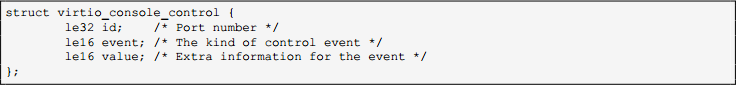 struct virtio_console_control {
        le32 id;    /* Port number */
        le16 event; /* The kind of control event */
        le16 value; /* Extra information for the event */
};